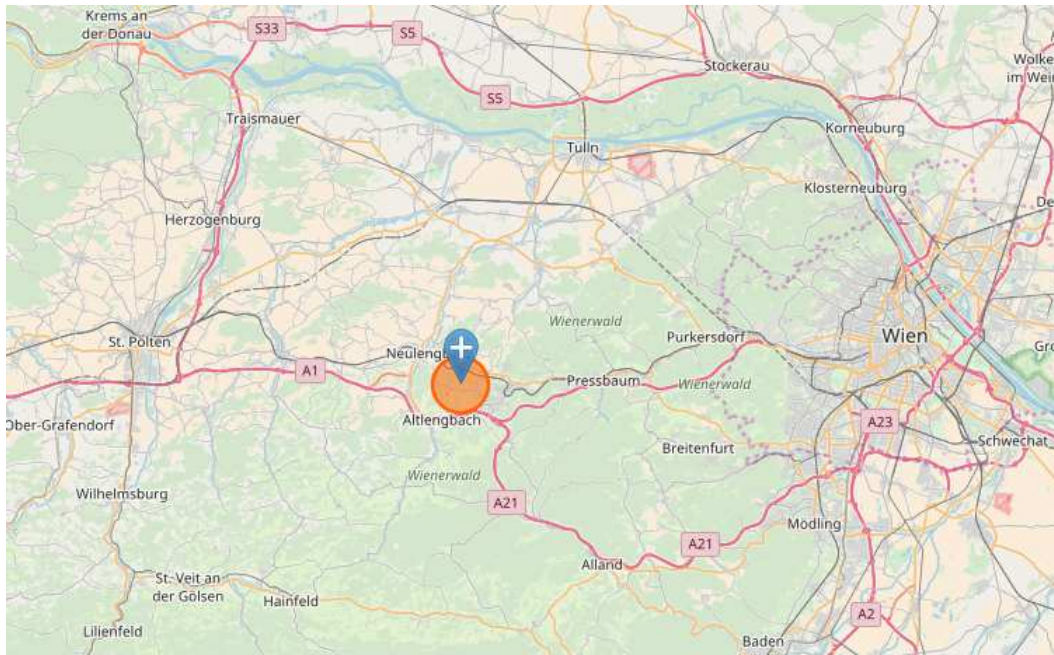 Krems an
der Donau
S33
S5
S5
Stockerau
Wolke
im Wein
Traismauer
Korneuburg
Tulln
Klosterneuburg
De
Herzogenburg
Wienerwald
Purkersdorf
Wien
St. Pölten
Neulengb
Gro
A1
Pressbaum
Wienerwald
Altlengbach
A23
Ober-Grafendorf
Breitenfurt
Schwechat
Wienerwald
Wilhelmsburg
A21
Mödling
A21
Alland
St. Veit an
der Gölsen
Hainfeld
A2
Lilienfeld
Baden